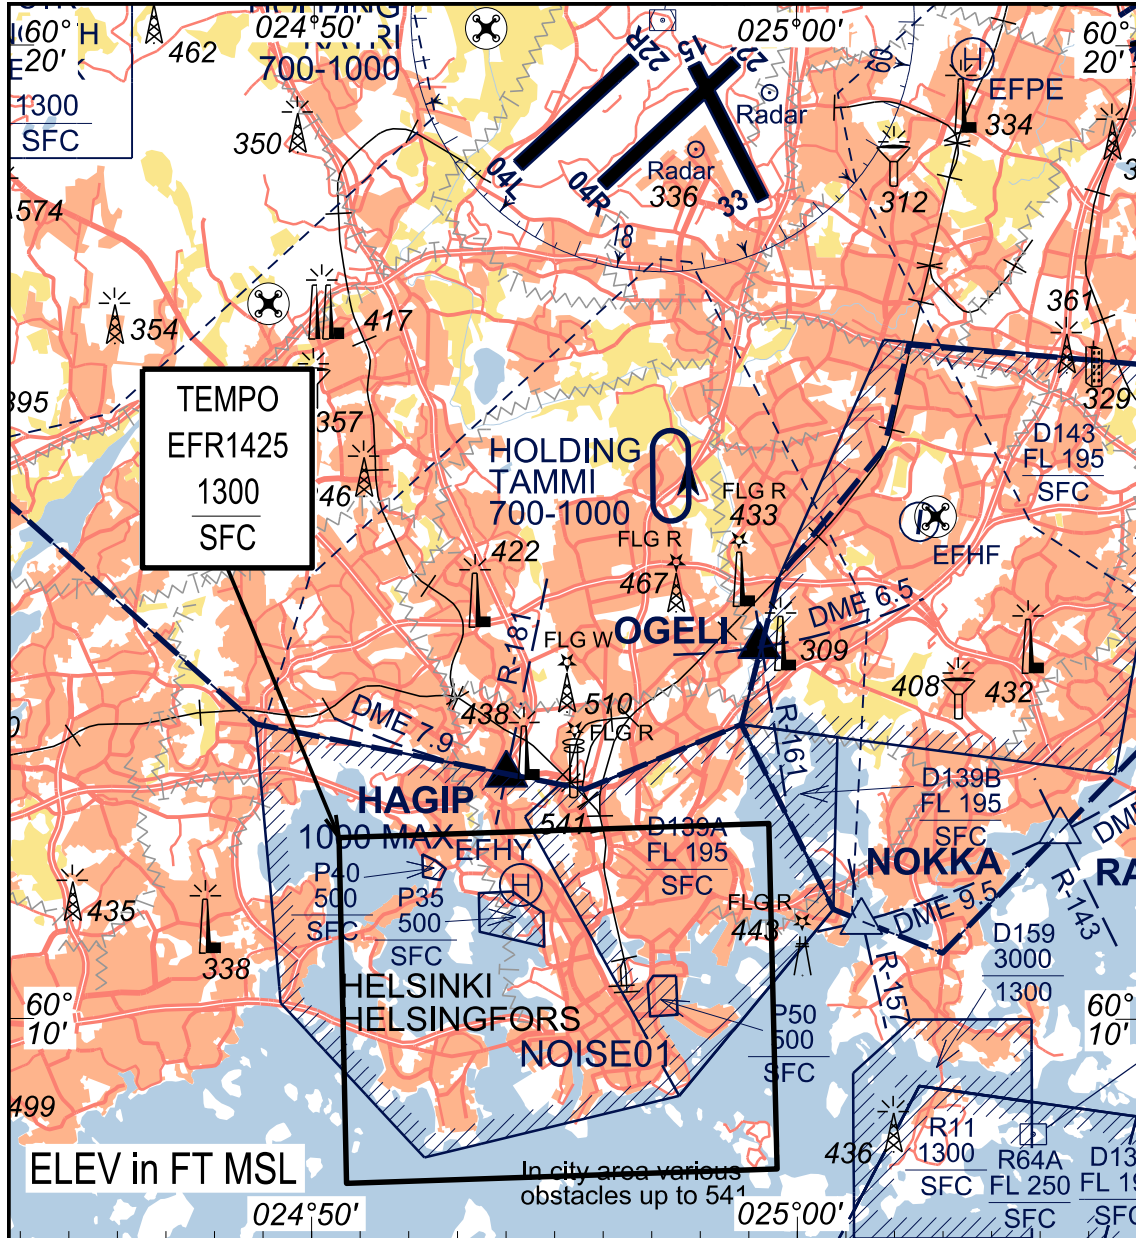 60°
20'
462
1300
SFC
024°50'
HOLDING
KATRI
700-1000
350
22R
15
04L
04R
33
Radar
Radar
336
18
09
025°00'
60°
20'
EFPE
334
312
574
354
417
357
361
329
TEMPO
EFR1425
1300
SFC
HOLDING
TAMMI
700-1000
D143
FL 195
SFC
FLG R
433
FLG R
467
422
EFHF
R-181
FLG W
OGELI
DME 6.5
309
408
432
510
438
FLG R
DME 7.9
R161
HAGIP
1000 MAX
541
EFHY
D139A
FL 195
SFC
D139B
FL 195
SFC
NOKKA
DME 9.5
DME
R-143
P40
500
SFC
P35
500
SFC
FLG R
443
435
338
D159
3000
1300
R-157
HELSINKI
HELSINGFORS
NOISE01
P50
500
SFC
60°
10'
60°
10'
499
436
R11
1300
SFC
R64A
FL 250
SFC
ELEV in FT MSL
In city area various
obstacles up to 541
024°50'
025°00'